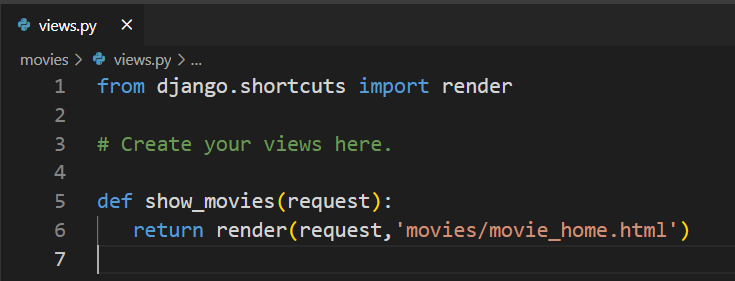 views.py ×
movies > views.py > ...
1 from django.shortcuts import render
2
3 # Create your views here.
4
5 def show_movies(request):
6 return render(request,'movies/movie_home.html')
7